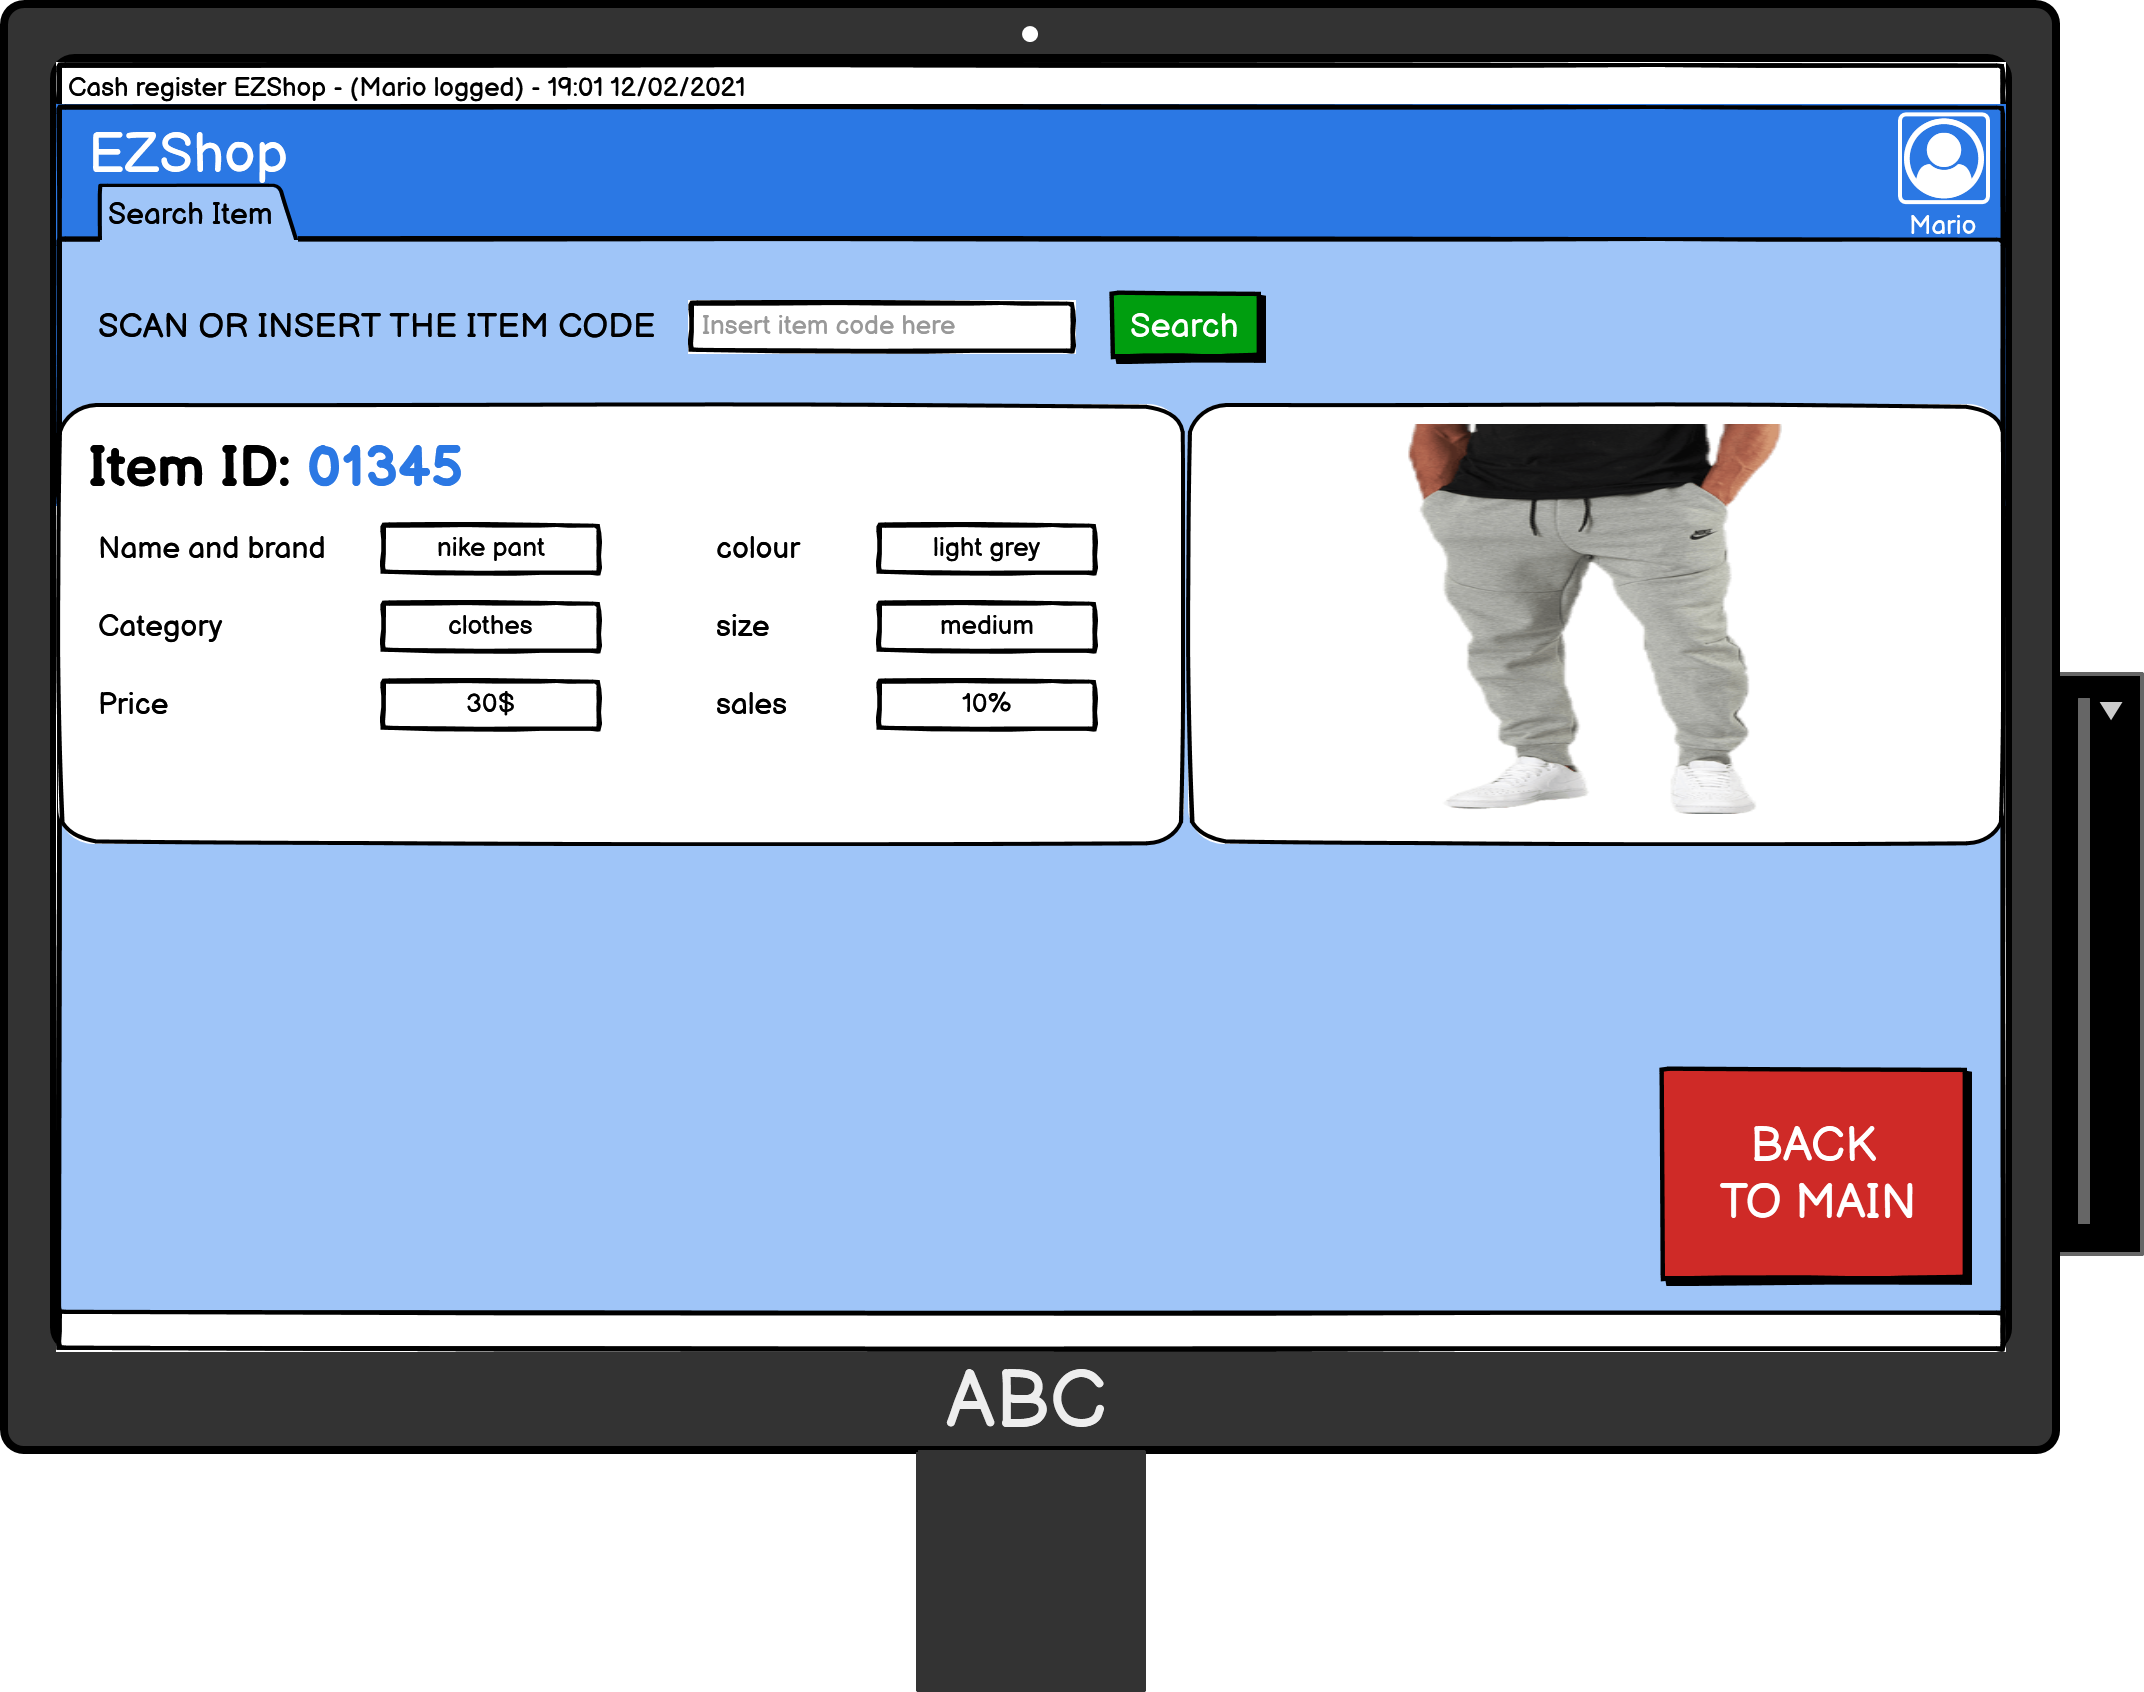 Cash register EZShop - (Mario logged) - 19:01 12/02/2021
EZShop
Search Item
Mario
SCAN OR INSERT THE ITEM CODE
Insert item code here
Search
Item ID: 01345
Name and brand
nike pant
colour
light grey
Category
clothes
size
medium
Price
30$
sales
10%
BACK
TO MAIN
ABC